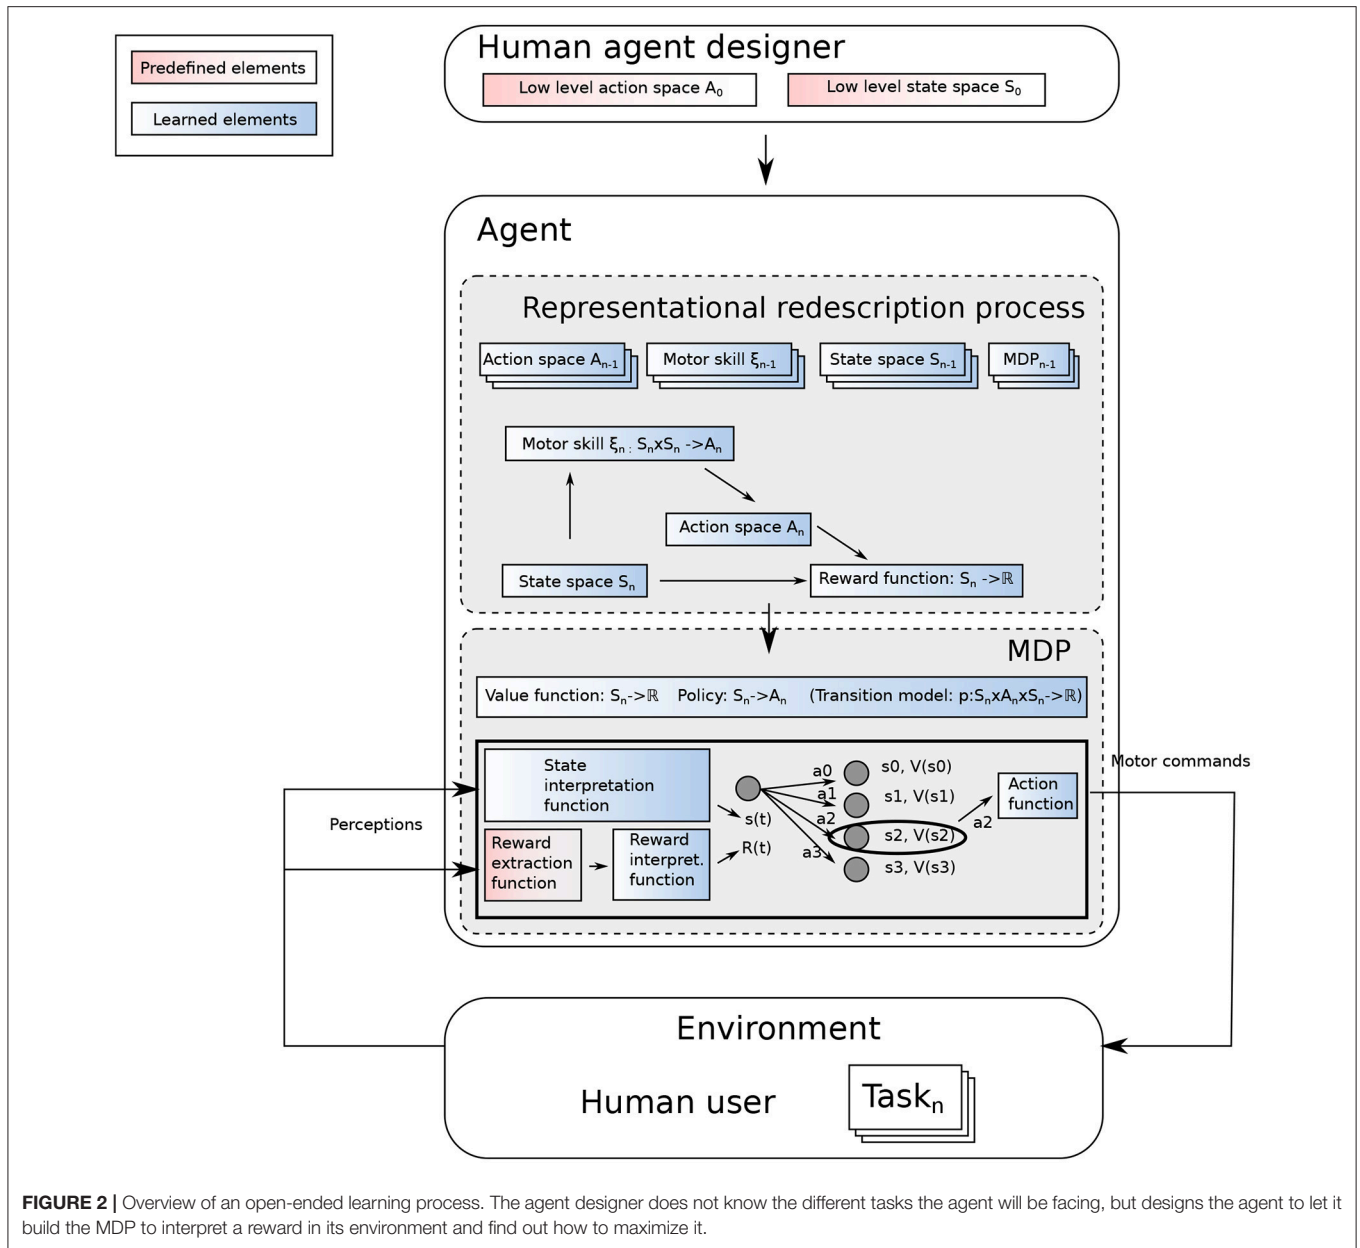 Predefined elements
Learned elements
Human agent designer
Low level action space A₀
Low level state space S₀
Agent
Representational redescription process
Action space Aₙ₋₁
Motor skill ξₙ₋₁
State space Sₙ₋₁
MDPₙ₋₁
Motor skill ξₙ : SₙxSₙ ->Aₙ
Action space Aₙ
State space Sₙ
Reward function: Sₙ ->ℝ
MDP
Value function: Sₙ->ℝ Policy: Sₙ->Aₙ (Transition model: p:SₙxAₙxSₙ->ℝ)
State
interpretation
function
Reward
extraction
function
Reward
interpret.
function
s(t)
R(t)
a0
a1
a2
a3
s0, V(s0)
s1, V(s1)
s2, V(s2)
s3, V(s3)
a2
Action
function
Motor commands
Perceptions
Environment
Human user
Taskₙ
FIGURE 2 | Overview of an open-ended learning process. The agent designer does not know the different tasks the agent will be facing, but designs the agent to let it
build the MDP to interpret a reward in its environment and find out how to maximize it.